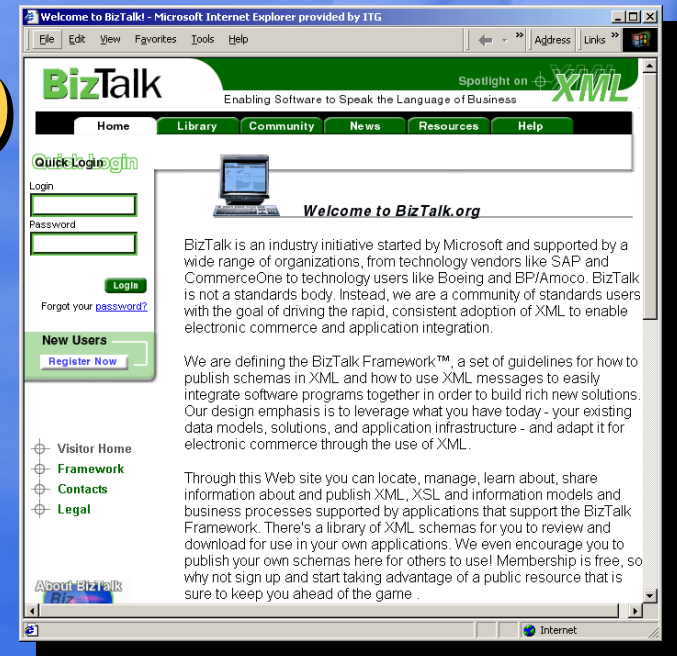 Welcome to BizTalk! - Microsoft Internet Explorer provided by ITG
File Edit View Favorites Tools Help
» Address Links »
BizTalk
Spotlight on XML
Enabling Software to Speak the Language of Business
Home Library Community News Resources Help
Quick Login
Login
Password
Login
Forgot your password?
New Users
Register Now
Visitor Home
Framework
Contacts
Legal
About BizTalk
Biz
Welcome to BizTalk.org
BizTalk is an industry initiative started by Microsoft and supported by a
wide range of organizations, from technology vendors like SAP and
CommerceOne to technology users like Boeing and BP/Amoco. BizTalk
is not a standards body. Instead, we are a community of standards users
with the goal of driving the rapid, consistent adoption of XML to enable
electronic commerce and application integration.
We are defining the BizTalk Framework™, a set of guidelines for how to
publish schemas in XML and how to use XML messages to easily
integrate software programs together in order to build rich new solutions.
Our design emphasis is to leverage what you have today - your existing
data models, solutions, and application infrastructure - and adapt it for
electronic commerce through the use of XML.
Through this Web site you can locate, manage, learn about, share
information about and publish XML, XSL and information models and
business processes supported by applications that support the BizTalk
Framework. There's a library of XML schemas for you to review and
download for use in your own applications. We even encourage you to
publish your own schemas here for others to use! Membership is free, so
why not sign up and start taking advantage of a public resource that is
sure to keep you ahead of the game .
Internet